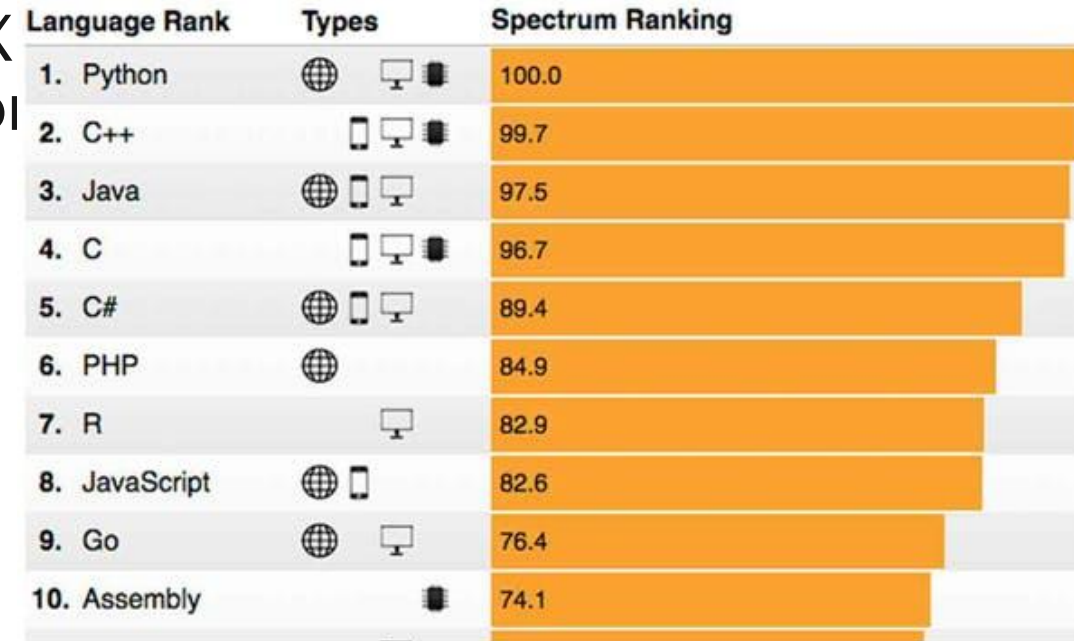 Language Rank Types Spectrum Ranking
1. Python 100.0
2. C++ 99.7
3. Java 97.5
4. C 96.7
5. C# 89.4
6. PHP 84.9
7. R 82.9
8. JavaScript 82.6
9. Go 76.4
10. Assembly 74.1